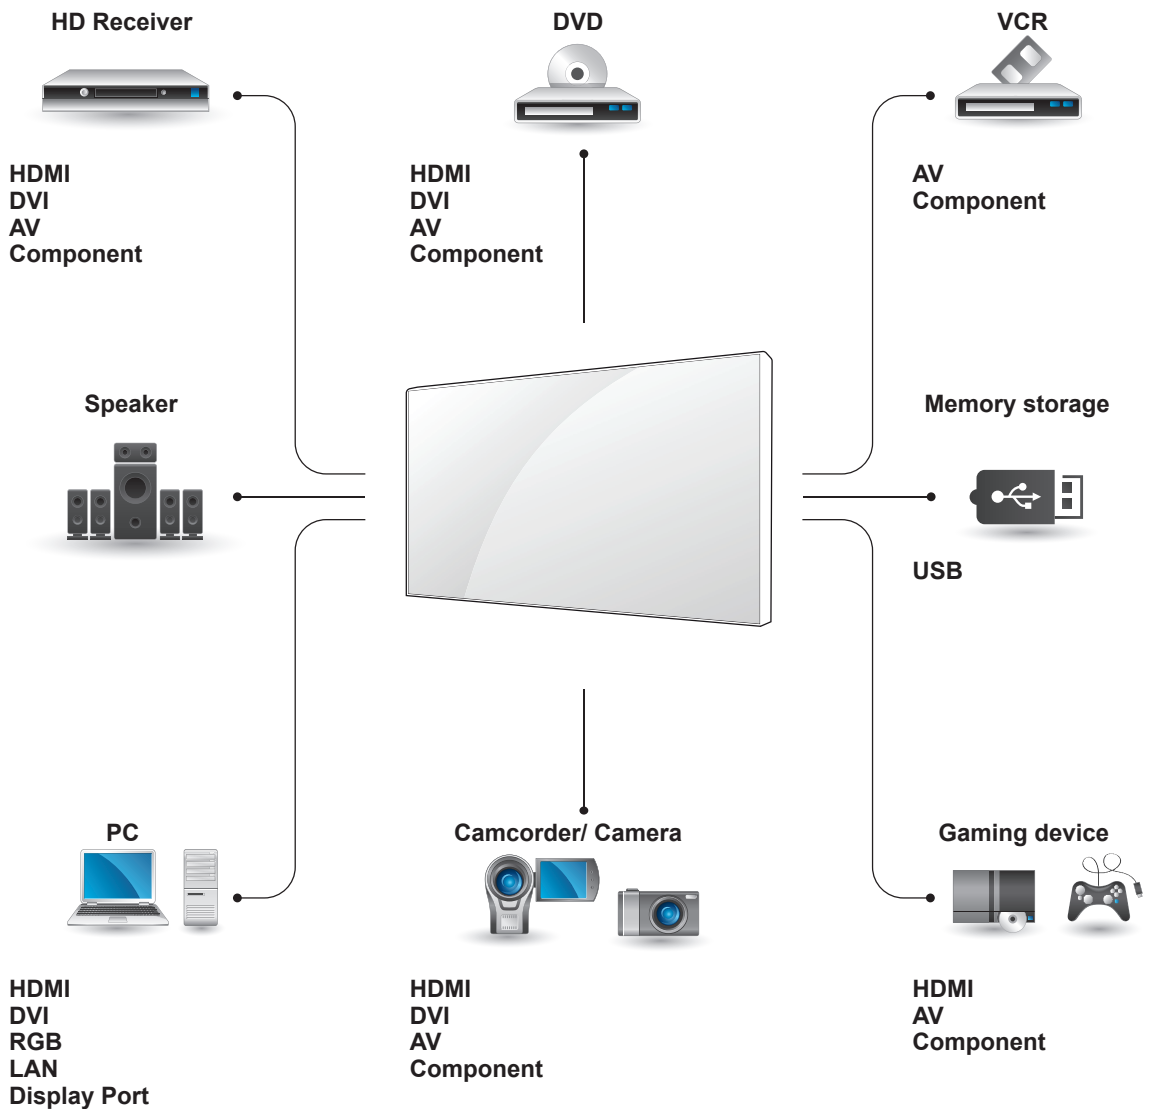 HD Receiver
HDMI
DVI
AV
Component
DVD
HDMI
DVI
AV
Component
VCR
AV
Component
Speaker
Memory storage
USB
PC
HDMI
DVI
RGB
LAN
Display Port
Camcorder/ Camera
HDMI
DVI
AV
Component
Gaming device
HDMI
AV
Component